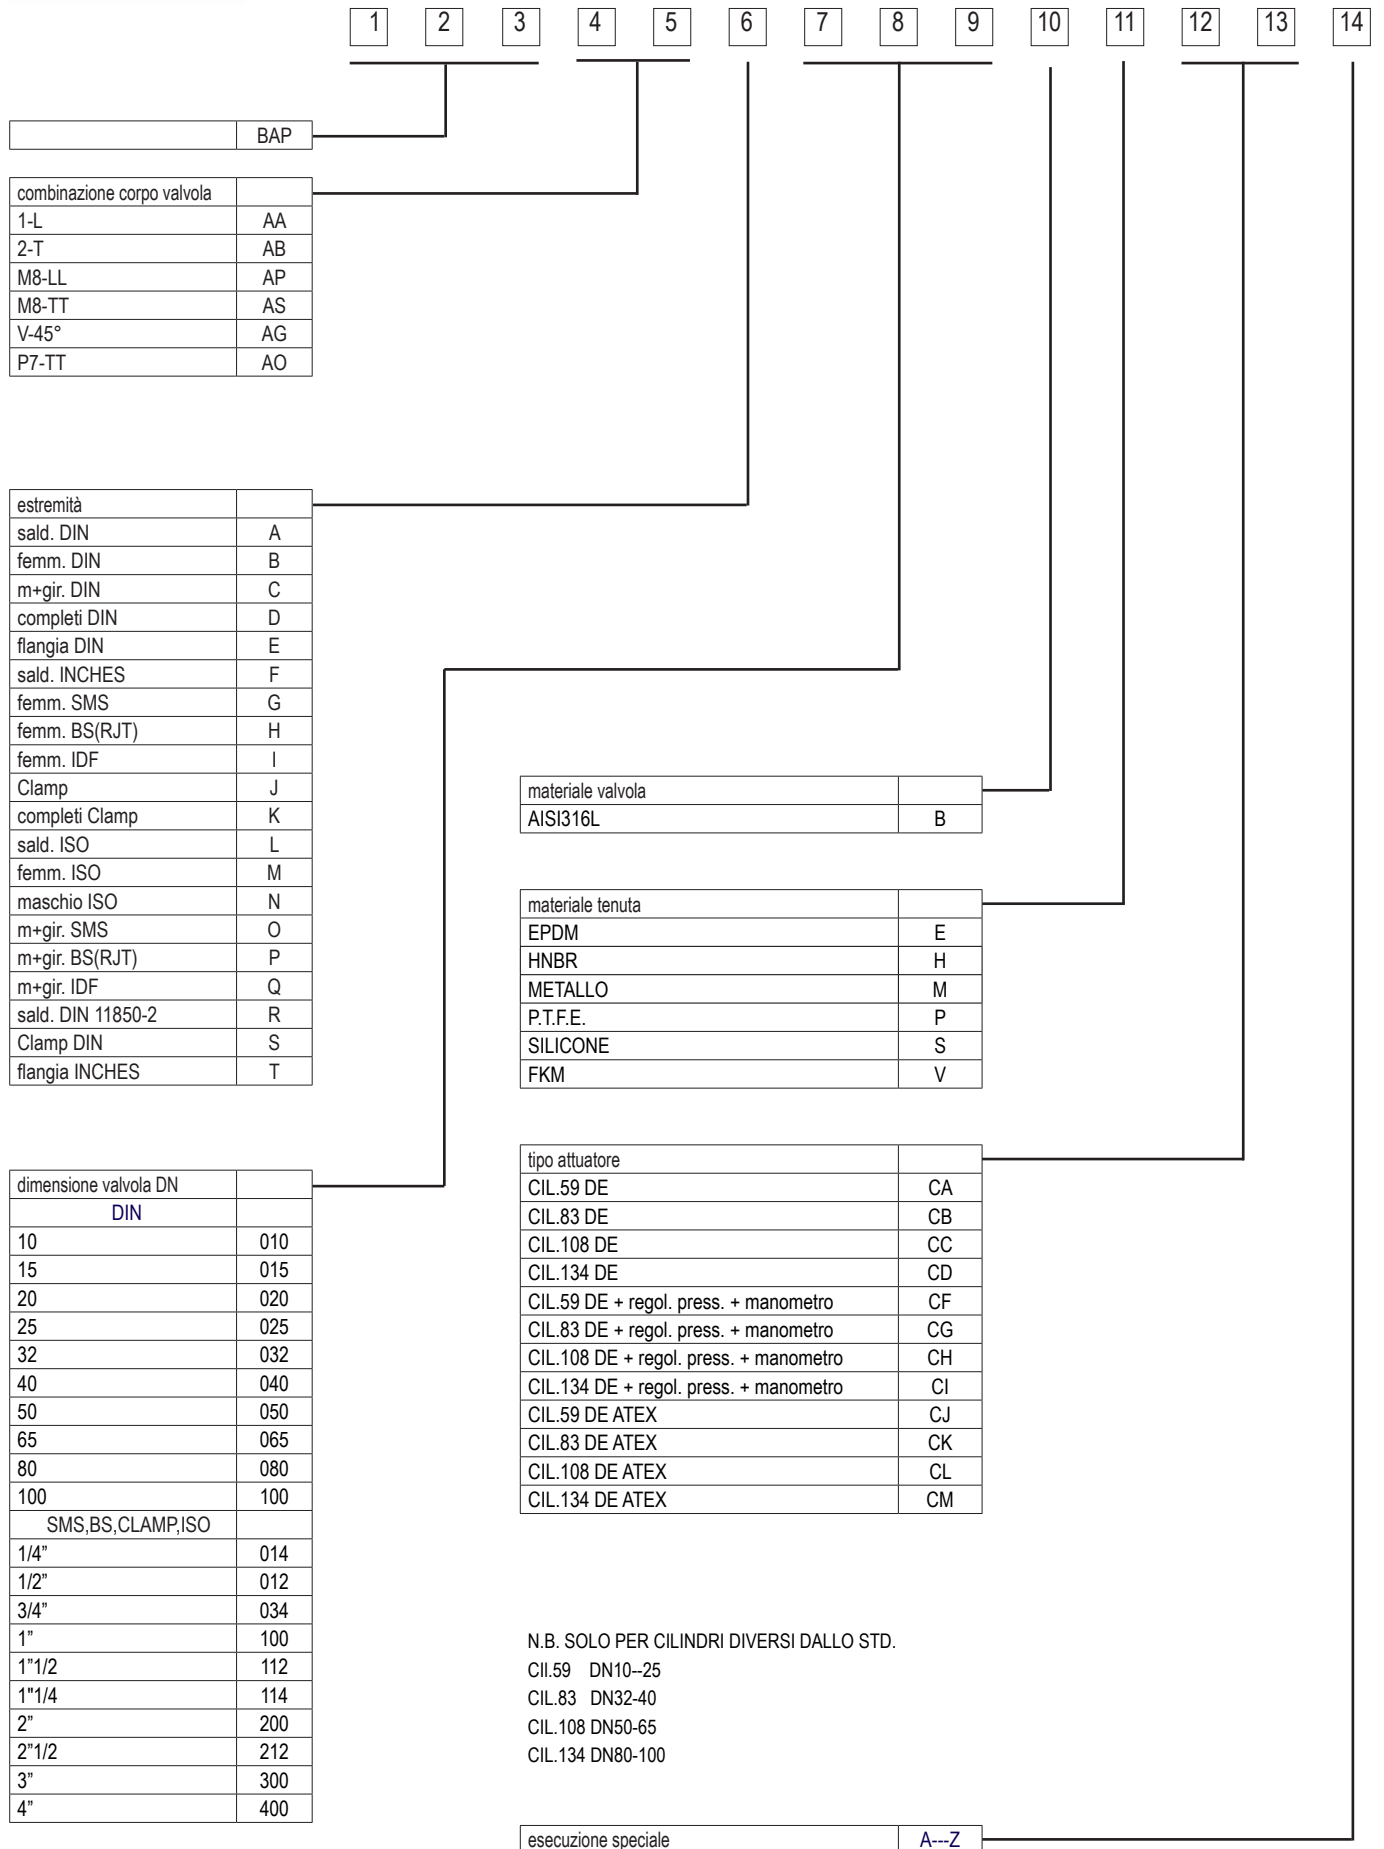 1 2 3 4 5 6 7 8 9 10 11 12 13 14
BAP
combinazione corpo valvola
1-L AA
2-T AB
M8-LL AP
M8-TT AS
V-45° AG
P7-TT AO
estremità
sald. DIN A
femm. DIN B
m+gir. DIN C
completi DIN D
flangia DIN E
sald. INCHES F
femm. SMS G
femm. BS(RJT) H
femm. IDF I
Clamp J
completi Clamp K
sald. ISO L
femm. ISO M
maschio ISO N
m+gir. SMS O
m+gir. BS(RJT) P
m+gir. IDF Q
sald. DIN 11850-2 R
Clamp DIN S
flangia INCHES T
dimensione valvola DN
DIN
10 010
15 015
20 020
25 025
32 032
40 040
50 050
65 065
80 080
100 100
SMS,BS,CLAMP,ISO
1/4” 014
1/2” 012
3/4” 034
1” 100
1”1/2 112
1"1/4 114
2” 200
2”1/2 212
3” 300
4” 400
materiale valvola
AISI316L B
materiale tenuta
EPDM E
HNBR H
METALLO M
P.T.F.E. P
SILICONE S
FKM V
tipo attuatore
CIL.59 DE CA
CIL.83 DE CB
CIL.108 DE CC
CIL.134 DE CD
CIL.59 DE + regol. press. + manometro CF
CIL.83 DE + regol. press. + manometro CG
CIL.108 DE + regol. press. + manometro CH
CIL.134 DE + regol. press. + manometro CI
CIL.59 DE ATEX CJ
CIL.83 DE ATEX CK
CIL.108 DE ATEX CL
CIL.134 DE ATEX CM
N.B. SOLO PER CILINDRI DIVERSI DALLO STD.
CIl.59 DN10--25
CIL.83 DN32-40
CIL.108 DN50-65
CIL.134 DN80-100
esecuzione speciale A---Z